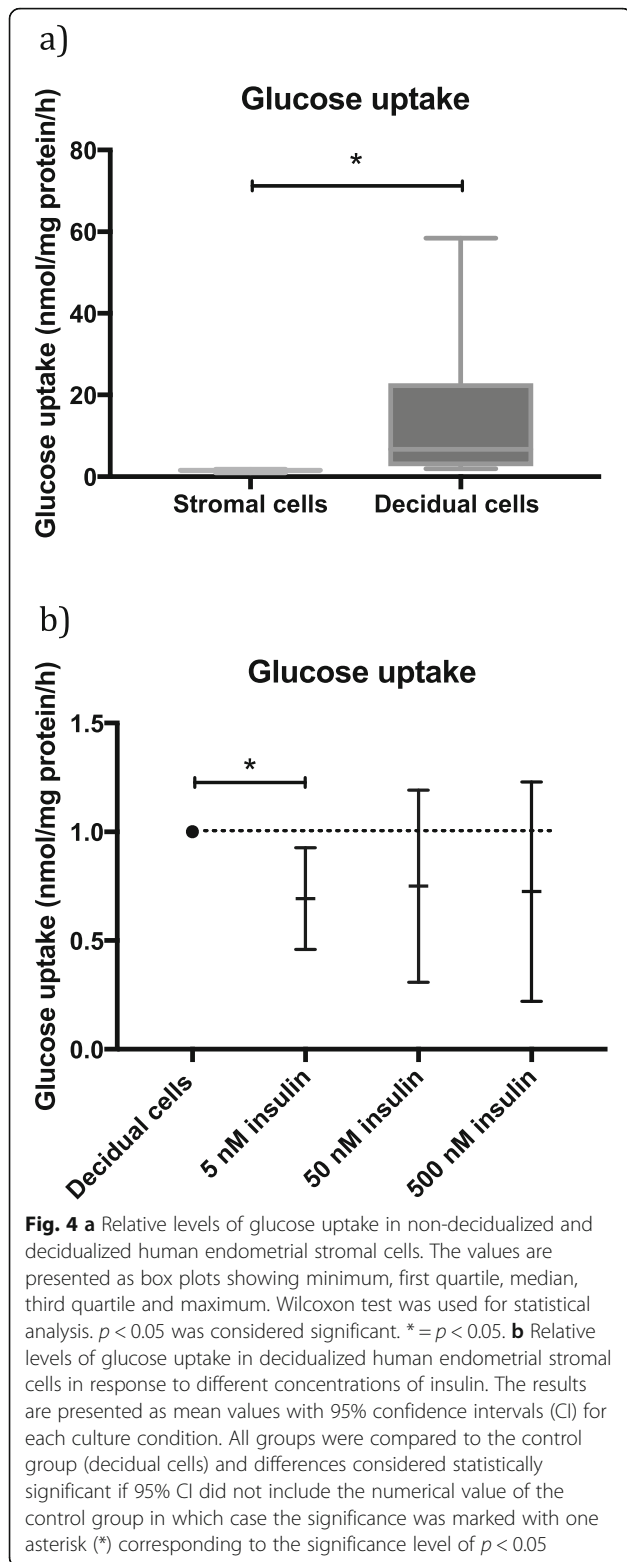 a)
Glucose uptake
Glucose uptake (nmol/mg protein/h)
80
60
40
20
0
*
Stromal cells
Decidual cells
b)
Glucose uptake
Glucose uptake (nmol/mg protein/h)
1.5
1.0
0.5
0.0
*
Decidual cells
5 nM insulin
50 nM insulin
500 nM insulin
Fig. 4 a Relative levels of glucose uptake in non-decidualized and
decidualized human endometrial stromal cells. The values are
presented as box plots showing minimum, first quartile, median,
third quartile and maximum. Wilcoxon test was used for statistical
analysis. p < 0.05 was considered significant. * = p < 0.05. b Relative
levels of glucose uptake in decidualized human endometrial stromal
cells in response to different concentrations of insulin. The results
are presented as mean values with 95% confidence intervals (CI) for
each culture condition. All groups were compared to the control
group (decidual cells) and differences considered statistically
significant if 95% CI did not include the numerical value of the
control group in which case the significance was marked with one
asterisk (*) corresponding to the significance level of p < 0.05